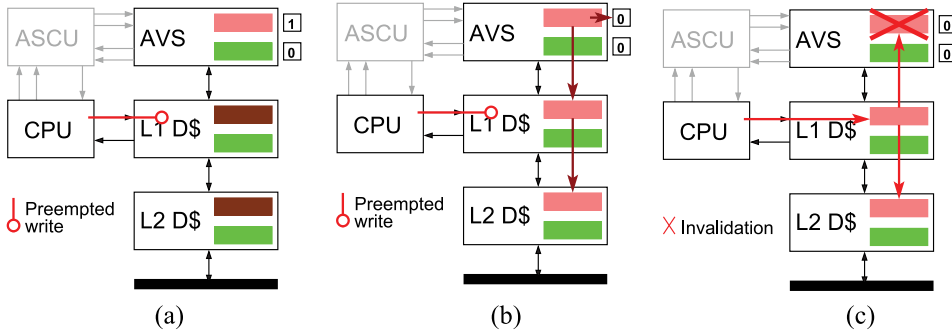 ASCU
AVS
1
0
CPU
L1 D$
L2 D$
Preempted
write
(a)
ASCU
AVS
0
0
CPU
L1 D$
L2 D$
Preempted
write
(b)
ASCU
AVS
0
0
CPU
L1 D$
L2 D$
Invalidation
(c)